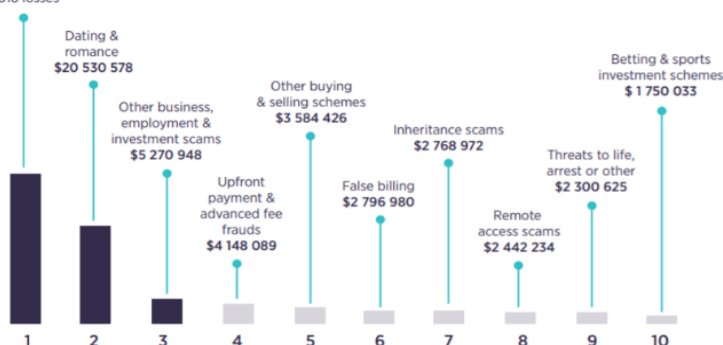 losses
Dating &
romance
$20 530 578
Other business,
employment &
investment scams
$5 270 948
Upfront
payment &
advanced fee
frauds
$4 148 089
Other buying
& selling schemes
$3 584 426
False billing
$2 796 980
Inheritance scams
$2 768 972
Remote
access scams
$2 442 234
Threats to life,
arrest or other
$2 300 625
Betting & sports
investment schemes
$ 1 750 033
1 2 3 4 5 6 7 8 9 10